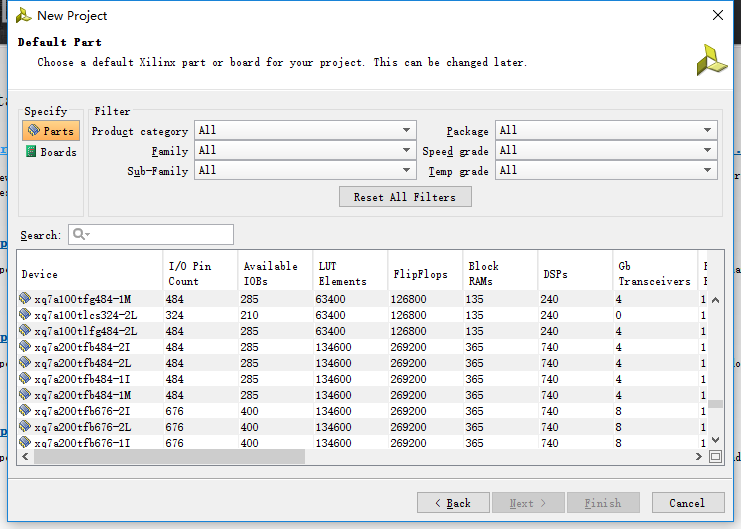 New Project
Default Part
Choose a default Xilinx part or board for your project. This can be changed later.
Specify
Parts
Boards
Filter
Product category All
Family All
Sub-Family All
Package All
Speed grade All
Temp grade All
Reset All Filters
Search:
Device I/O Pin Count Available IOBs LUT Elements FlipFlops Block RAMs DSPs Gb Transceivers
xq7a100tfg484-1M 484 285 63400 126800 135 240 4 1
xq7a100tlcs324-2L 324 210 63400 126800 135 240 0 1
xq7a100tlfg484-2L 484 285 63400 126800 135 240 4 1
xq7a200tfb484-2I 484 285 134600 269200 365 740 4 1
xq7a200tfb484-2L 484 285 134600 269200 365 740 4 1
xq7a200tfb484-1I 484 285 134600 269200 365 740 4 1
xq7a200tfb484-1M 484 285 134600 269200 365 740 4 1
xq7a200tfb676-2I 676 400 134600 269200 365 740 8 1
xq7a200tfb676-2L 676 400 134600 269200 365 740 8 1
xq7a200tfb676-1I 676 400 134600 269200 365 740 8 1
< Back
Next >
Finish
Cancel